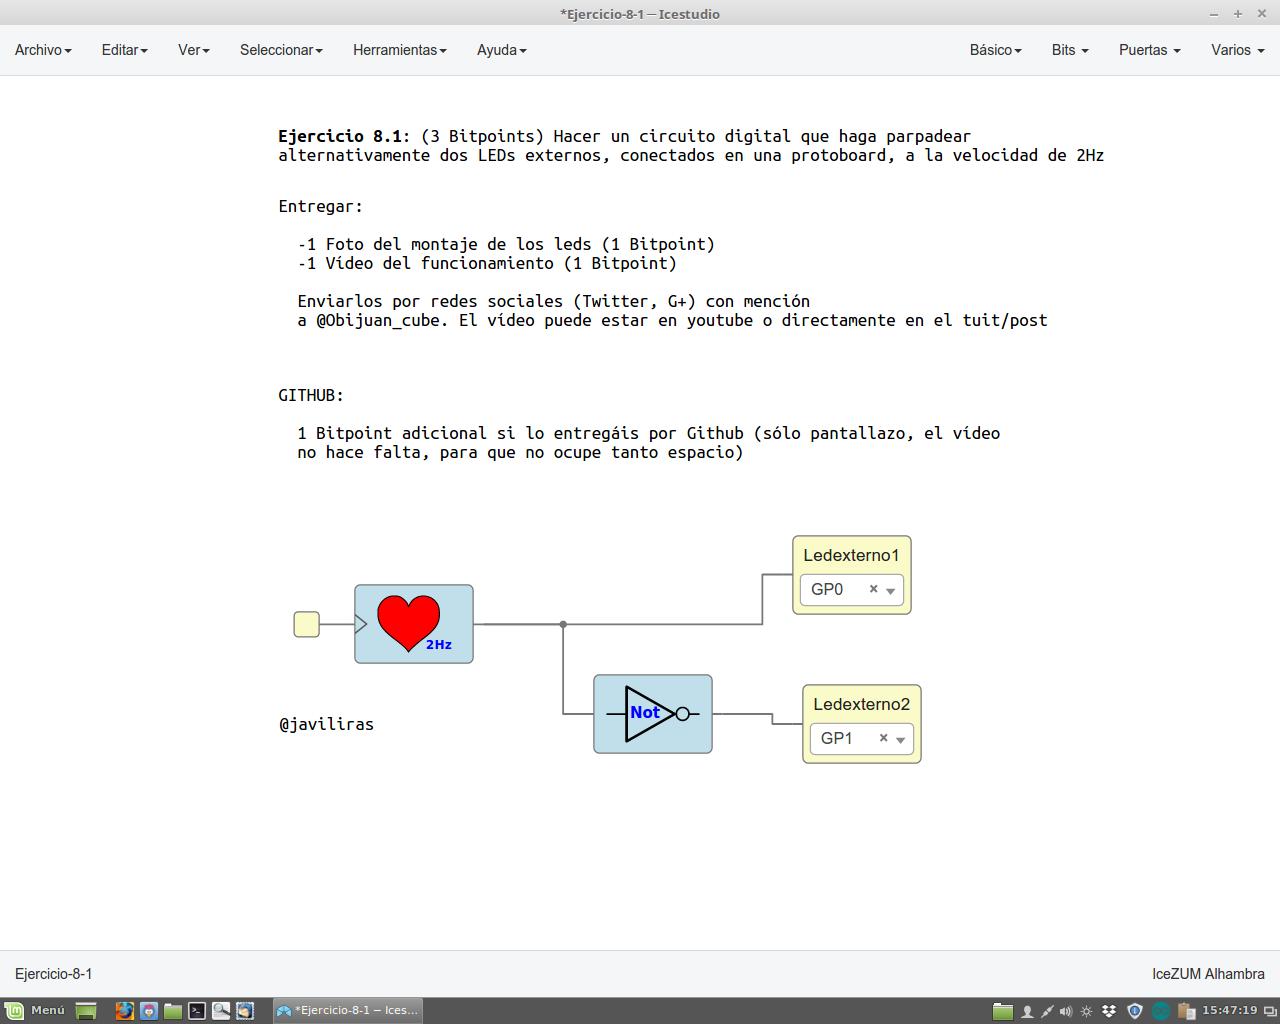 *Ejercicio-8-1 — Icestudio
Archivo Editar Ver Seleccionar Herramientas Ayuda Básico Bits Puertas Varios
Ejercicio 8.1: (3 Bitpoints) Hacer un circuito digital que haga parpadear
alternativamente dos LEDs externos, conectados en una protoboard, a la velocidad de 2Hz
Entregar:
-1 Foto del montaje de los leds (1 Bitpoint)
-1 Vídeo del funcionamiento (1 Bitpoint)
Enviarlos por redes sociales (Twitter, G+) con mención
a @Obijuan_cube. El vídeo puede estar en youtube o directamente en el tuit/post
GITHUB:
1 Bitpoint adicional si lo entregáis por Github (sólo pantallazo, el vídeo
no hace falta, para que no ocupe tanto espacio)
Ledexterno1
GP0
2Hz
Not
Ledexterno2
GP1
@javiliras
Ejercicio-8-1 IceZUM Alhambra
Menú *Ejercicio-8-1 — Ices... 15:47:19